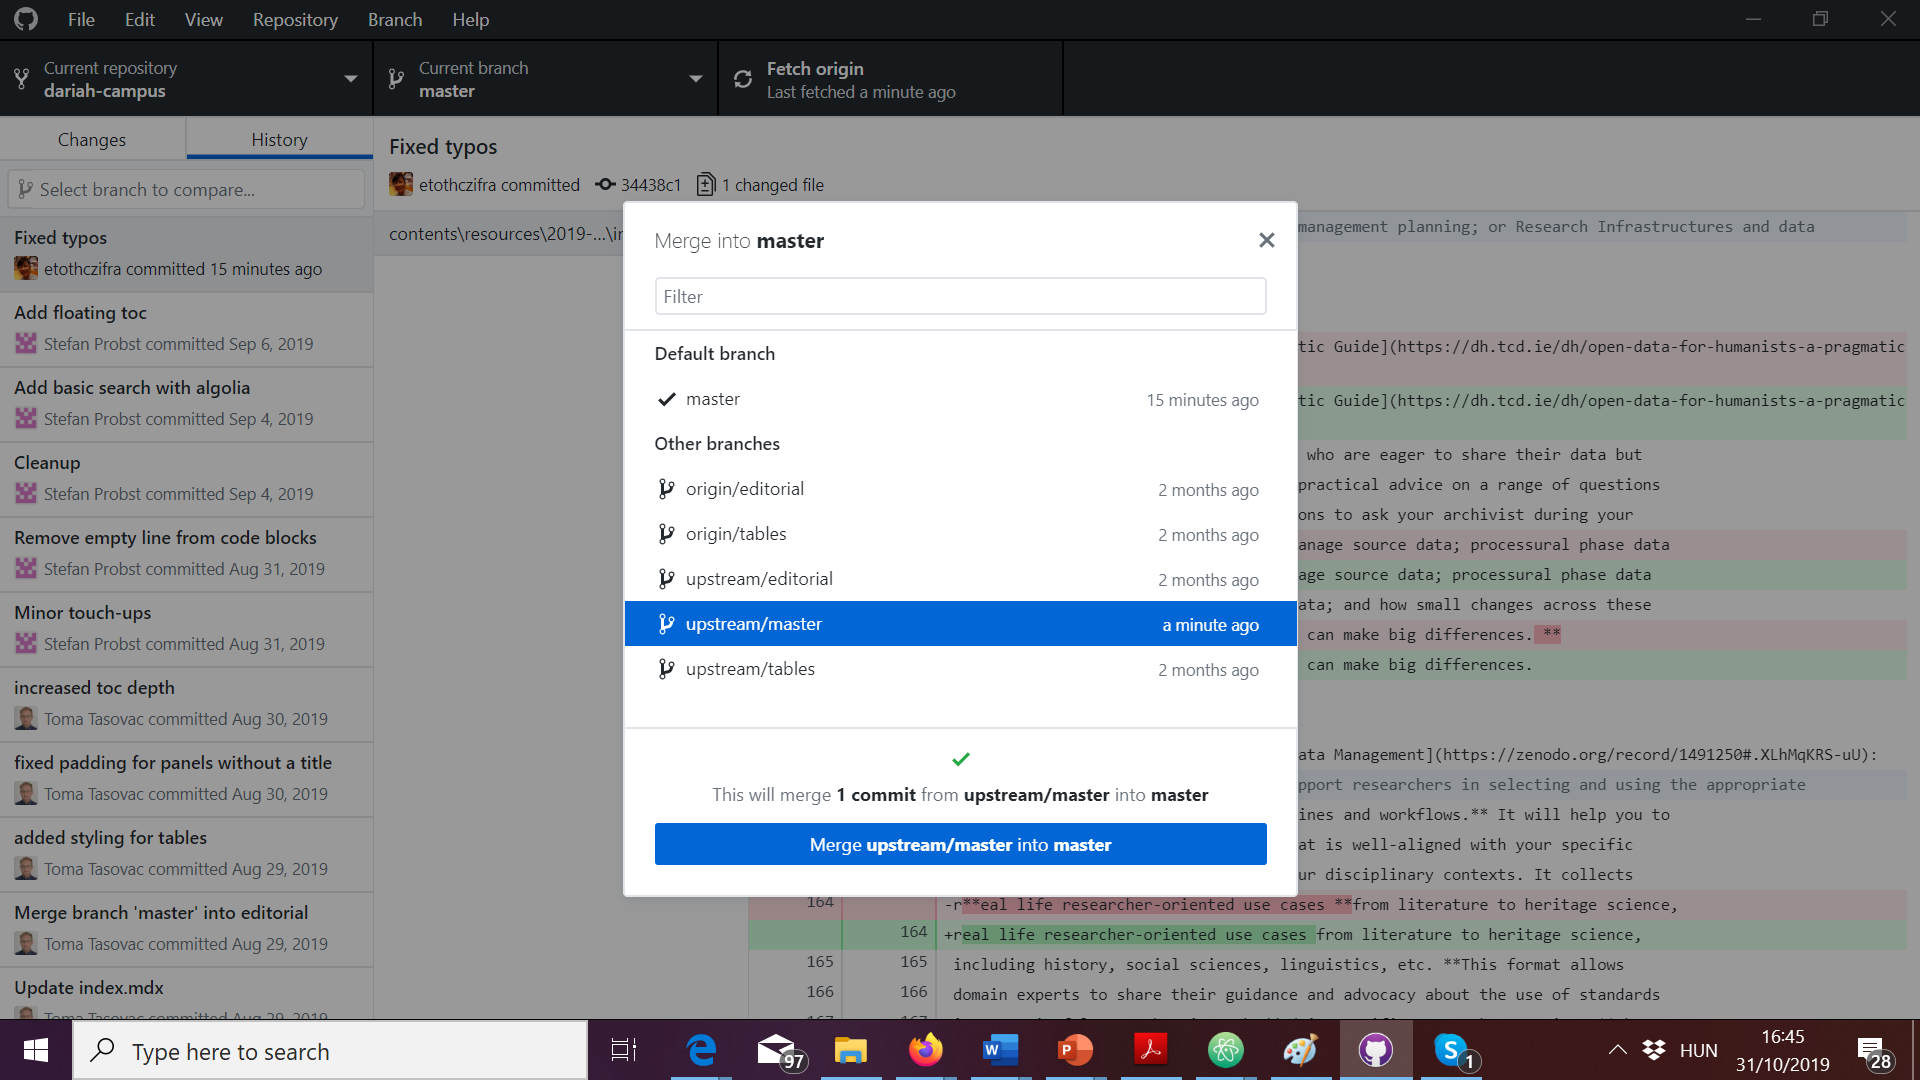 File Edit View Repository Branch Help
Current repository
dariah-campus
Current branch
master
Fetch origin
Last fetched a minute ago
Changes
History
Select branch to compare...
Fixed typos
etothczifra committed 15 minutes ago
Add floating toc
Stefan Probst committed Sep 6, 2019
Add basic search with algolia
Stefan Probst committed Sep 4, 2019
Cleanup
Stefan Probst committed Sep 4, 2019
Remove empty line from code blocks
Stefan Probst committed Aug 31, 2019
Minor touch-ups
Stefan Probst committed Aug 31, 2019
increased toc depth
Toma Tasovac committed Aug 30, 2019
fixed padding for panels without a title
Toma Tasovac committed Aug 30, 2019
added styling for tables
Toma Tasovac committed Aug 29, 2019
Merge branch 'master' into editorial
Toma Tasovac committed Aug 29, 2019
Update index.mdx
Toma Tasovac committed Aug 29, 2019
Fixed typos
etothczifra committed 34438c1 1 changed file
contents\resources\2019-...\in
Merge into master
Filter
Default branch
master 15 minutes ago
Other branches
origin/editorial 2 months ago
origin/tables 2 months ago
upstream/editorial 2 months ago
upstream/master a minute ago
upstream/tables 2 months ago
This will merge 1 commit from upstream/master into master
Merge upstream/master into master
management planning; or Research Infrastructures and data
tic Guide](https://dh.tcd.ie/dh/open-data-for-humanists-a-pragmatic
tic Guide](https://dh.tcd.ie/dh/open-data-for-humanists-a-pragmatic
who are eager to share their data but
practical advice on a range of questions
ons to ask your archivist during your
anage source data; processural phase data
age source data; processural phase data
ata; and how small changes across these
can make big differences. **
can make big differences.
ata Management](https://zenodo.org/record/1491250#.XLhMqKRS-uU):
pport researchers in selecting and using the appropriate
ines and workflows.** It will help you to
at is well-aligned with your specific
ur disciplinary contexts. It collects
164 -r**eal life researcher-oriented use cases **from literature to heritage science,
164 +real life researcher-oriented use cases from literature to heritage science,
165 165 including history, social sciences, linguistics, etc. **This format allows
166 166 domain experts to share their guidance and advocacy about the use of standards
Type here to search
97
1
HUN
16:45
31/10/2019
28